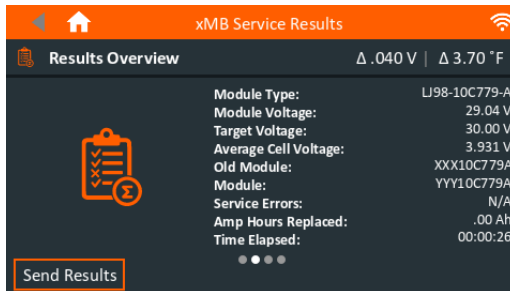 xMB Service Results
Results Overview Δ .040 V | Δ 3.70 °F
Module Type: LJ98-10C779-A
Module Voltage: 29.04 V
Target Voltage: 30.00 V
Average Cell Voltage: 3.931 V
Old Module: XXX10C779A
Module: YYY10C779A
Service Errors: N/A
Amp Hours Replaced: .00 Ah
Time Elapsed: 00:00:26
Send Results